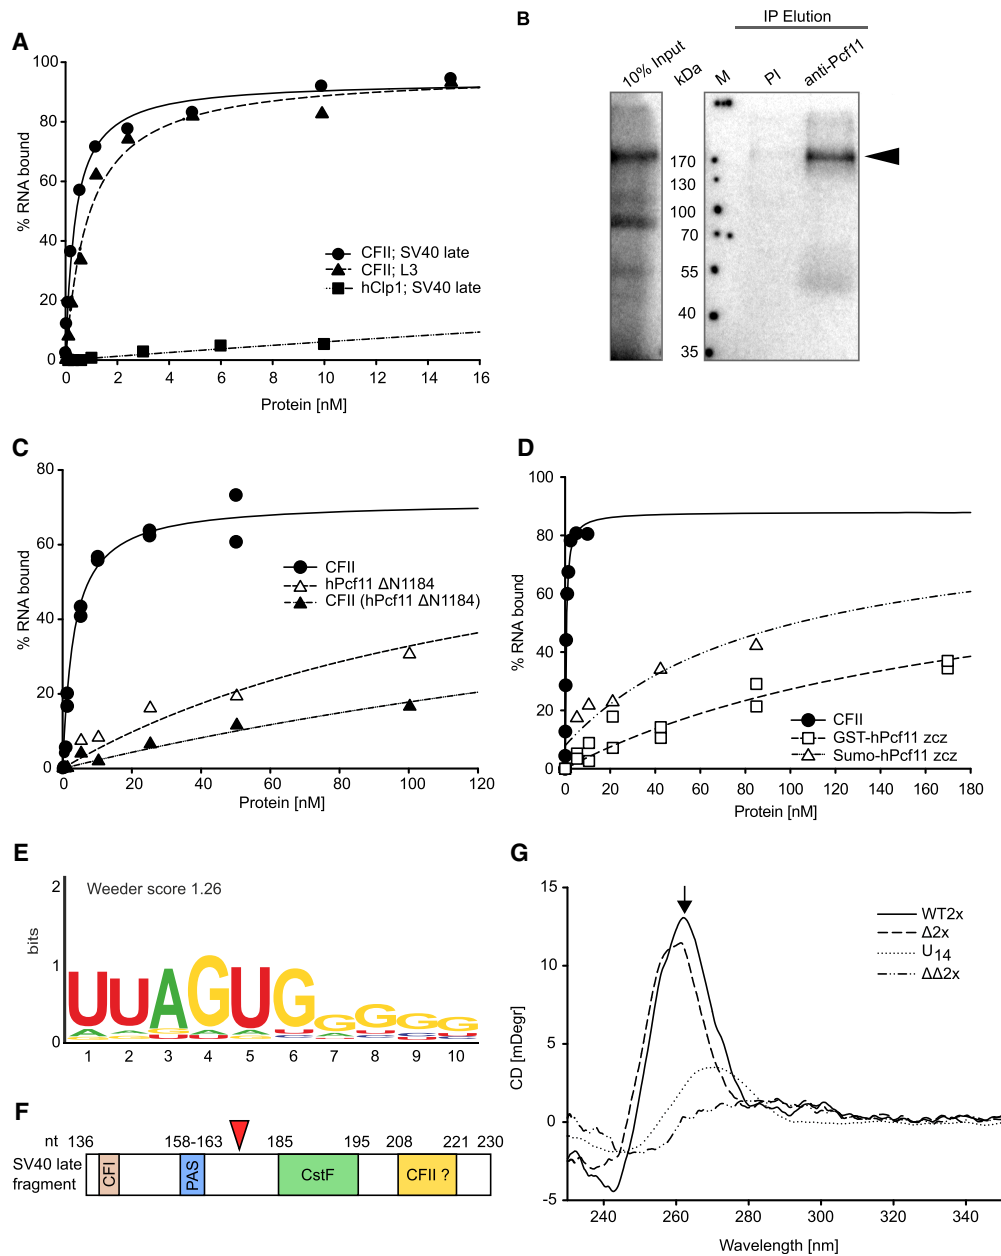 A
100
80
60
40
20
0
% RNA bound
CFII; SV40 late
CFII; L3
hClp1; SV40 late
0 2 4 6 8 10 12 14 16
Protein [nM]
B
IP Elution
10% Input
kDa
M
PI
anti-Pcf11
170
130
100
70
55
40
35
C
80
60
40
20
0
% RNA bound
CFII
hPcf11 ΔN1184
CFII (hPcf11 ΔN1184)
0 20 40 60 80 100 120
Protein [nM]
D
100
80
60
40
20
0
% RNA bound
CFII
GST-hPcf11 zcz
Sumo-hPcf11 zcz
0 20 40 60 80 100 120 140 160 180
Protein [nM]
E
2
1
0
bits
Weeder score 1.26
UUAGUGGGGG
1 2 3 4 5 6 7 8 9 10
F
nt 136 158-163 185 195 208 221 230
SV40 late
fragment
CFI
PAS
CstF
CFII ?
G
15
10
5
0
-5
CD [mDegr]
WT2x
Δ2x
U14
ΔΔ2x
240 260 280 300 320 340
Wavelength [nm]